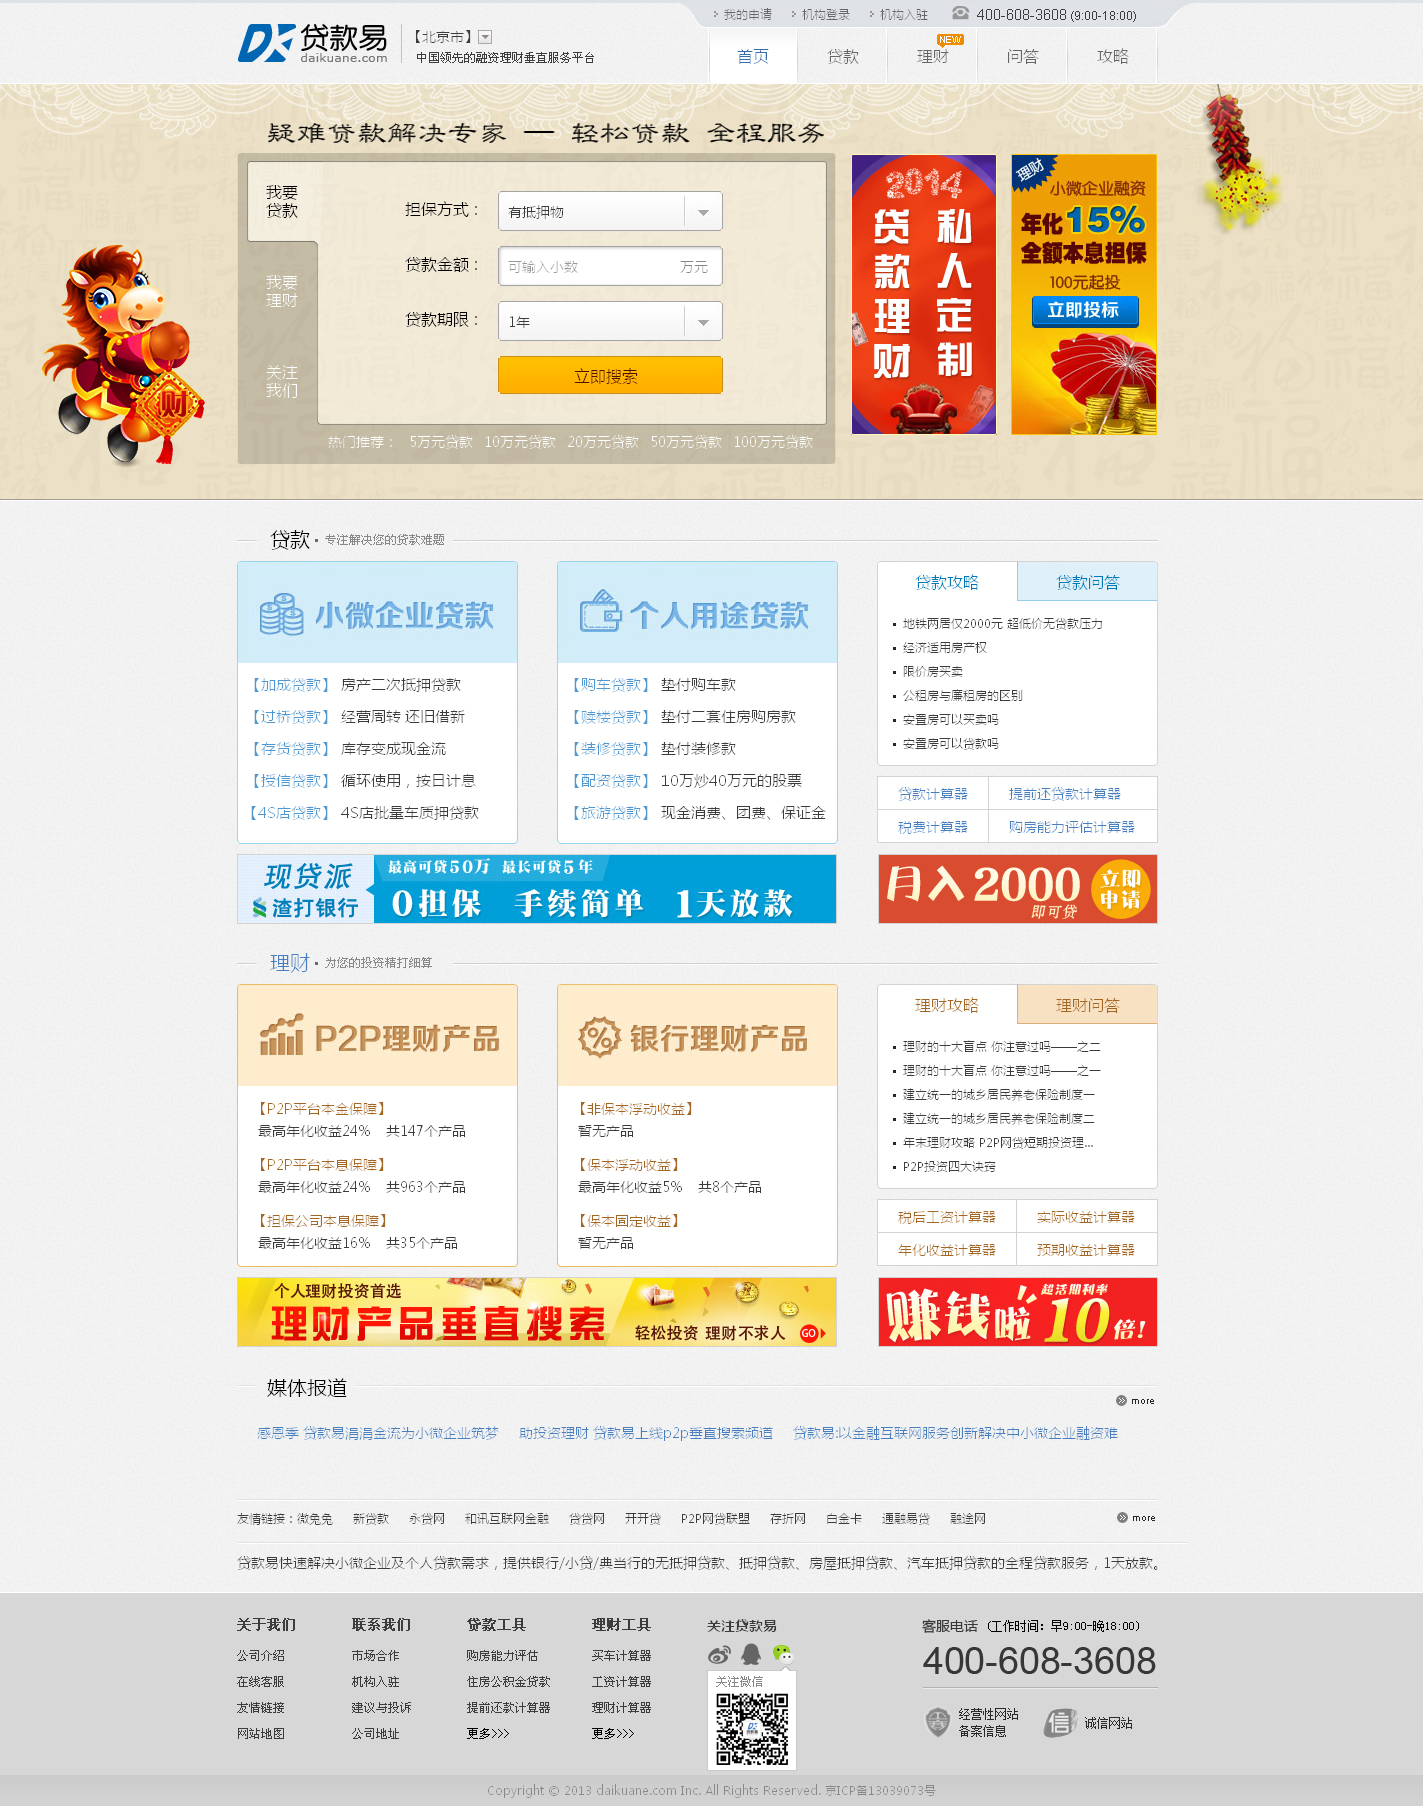 我的申请 机构登录 机构入驻 400-608-3608 (9:00-18:00)
贷款易 daikuane.com 【北京市】
中国领先的融资理财垂直服务平台
首页 贷款 理财 NEW 问答 攻略
疑难贷款解决专家 — 轻松贷款 全程服务
我要贷款
我要理财
关注我们
担保方式： 有抵押物
贷款金额： 可输入小数 万元
贷款期限： 1年
立即搜索
热门推荐： 5万元贷款 10万元贷款 20万元贷款 50万元贷款 100万元贷款
2014
私人定制
贷款理财
理财
小微企业融资
年化15%
全额本息担保
100元起投
立即投标
财
贷款 · 专注解决您的贷款难题
小微企业贷款
【加成贷款】 房产二次抵押贷款
【过桥贷款】 经营周转 还旧借新
【存货贷款】 库存变成现金流
【授信贷款】 循环使用，按日计息
【4S店贷款】 4S店批量车质押贷款
个人用途贷款
【购车贷款】 垫付购车款
【赎楼贷款】 垫付二套住房购房款
【装修贷款】 垫付装修款
【配资贷款】 10万炒40万元的股票
【旅游贷款】 现金消费、团费、保证金
贷款攻略 贷款问答
地铁两居仅2000元 超低价无贷款压力
经济适用房产权
限价房买卖
公租房与廉租房的区别
安置房可以买卖吗
安置房可以贷款吗
贷款计算器 提前还贷款计算器
税费计算器 购房能力评估计算器
现贷派
渣打银行
最高可贷50万 最长可贷5年
0担保 手续简单 1天放款
月入2000
即可贷
立即申请
理财 · 为您的投资精打细算
P2P理财产品
【P2P平台本金保障】
最高年化收益24% 共147个产品
【P2P平台本息保障】
最高年化收益24% 共963个产品
【担保公司本息保障】
最高年化收益16% 共35个产品
银行理财产品
【非保本浮动收益】
暂无产品
【保本浮动收益】
最高年化收益5% 共8个产品
【保本固定收益】
暂无产品
理财攻略 理财问答
理财的十大盲点 你注意过吗——之二
理财的十大盲点 你注意过吗——之一
建立统一的城乡居民养老保险制度一
建立统一的城乡居民养老保险制度二
年末理财攻略 P2P网贷短期投资理...
P2P投资四大诀窍
税后工资计算器 实际收益计算器
年化收益计算器 预期收益计算器
个人理财投资首选
理财产品垂直搜索
轻松投资 理财不求人 GO
赚钱啦
超活期利率
10倍!
媒体报道
more
感恩季 贷款易涓涓金流为小微企业筑梦 助投资理财 贷款易上线p2p垂直搜索频道 贷款易:以金融互联网服务创新解决中小微企业融资难
友情链接：微兔兔 新贷款 永贷网 和讯互联网金融 贷贷网 开开贷 P2P网贷联盟 存折网 白金卡 通融易贷 融途网 more
贷款易快速解决小微企业及个人贷款需求，提供银行/小贷/典当行的无抵押贷款、抵押贷款、房屋抵押贷款、汽车抵押贷款的全程贷款服务，1天放款。
关于我们
公司介绍
在线客服
友情链接
网站地图
联系我们
市场合作
机构入驻
建议与投诉
公司地址
贷款工具
购房能力评估
住房公积金贷款
提前还款计算器
更多>>>
理财工具
买车计算器
工资计算器
理财计算器
更多>>>
关注贷款易
关注微信
客服电话 (工作时间：早9:00-晚18:00)
400-608-3608
经营性网站备案信息
信 诚信网站
Copyright © 2013 daikuane.com Inc. All Rights Reserved. 京ICP备13039073号